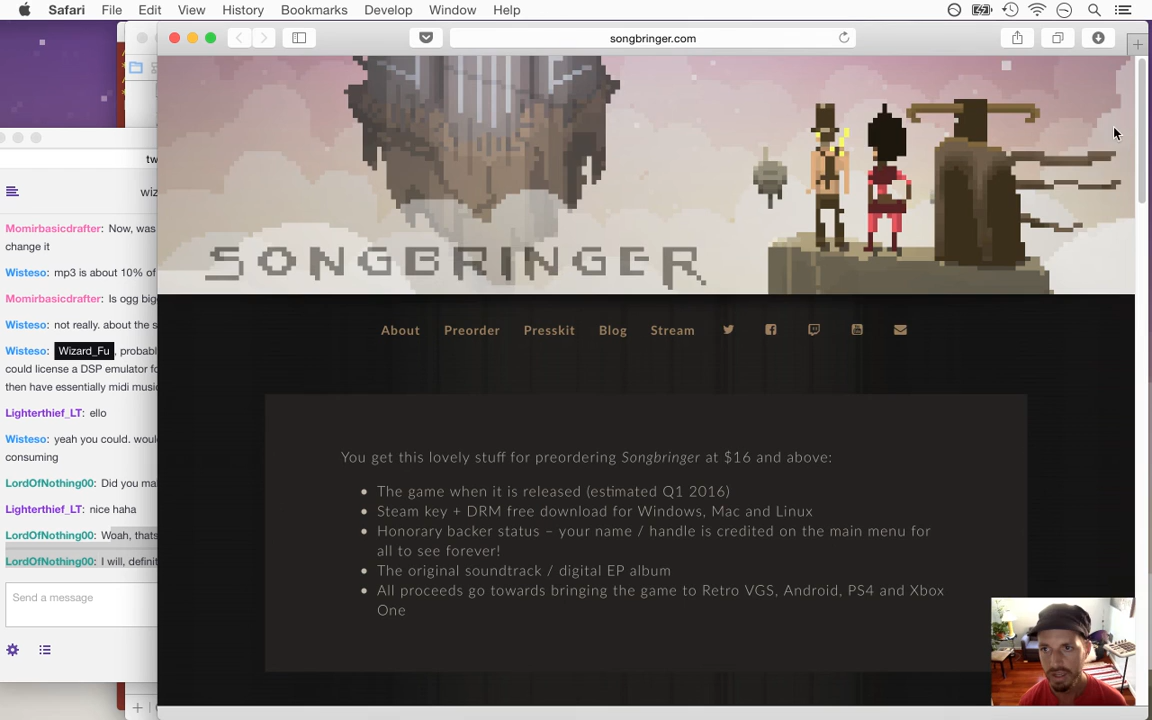 Safari File Edit View History Bookmarks Develop Window Help
songbringer.com
tw
wiz
Momirbasicdrafter: Now, was
change it
Wisteso: mp3 is about 10% of
Momirbasicdrafter: Is ogg big
Wisteso: not really. about the s
Wisteso: Wizard_Fu , probabl
could license a DSP emulator fo
then have essentially midi music
Lighterthief_LT: ello
Wisteso: yeah you could. woul
consuming
LordOfNothing00: Did you ma
Lighterthief_LT: nice haha
LordOfNothing00: Woah, thats
LordOfNothing00: I will, definit
Send a message
SONGBRINGER
About Preorder Presskit Blog Stream
You get this lovely stuff for preordering Songbringer at $16 and above:
• The game when it is released (estimated Q1 2016)
• Steam key + DRM free download for Windows, Mac and Linux
• Honorary backer status – your name / handle is credited on the main menu for
all to see forever!
• The original soundtrack / digital EP album
• All proceeds go towards bringing the game to Retro VGS, Android, PS4 and Xbox
One